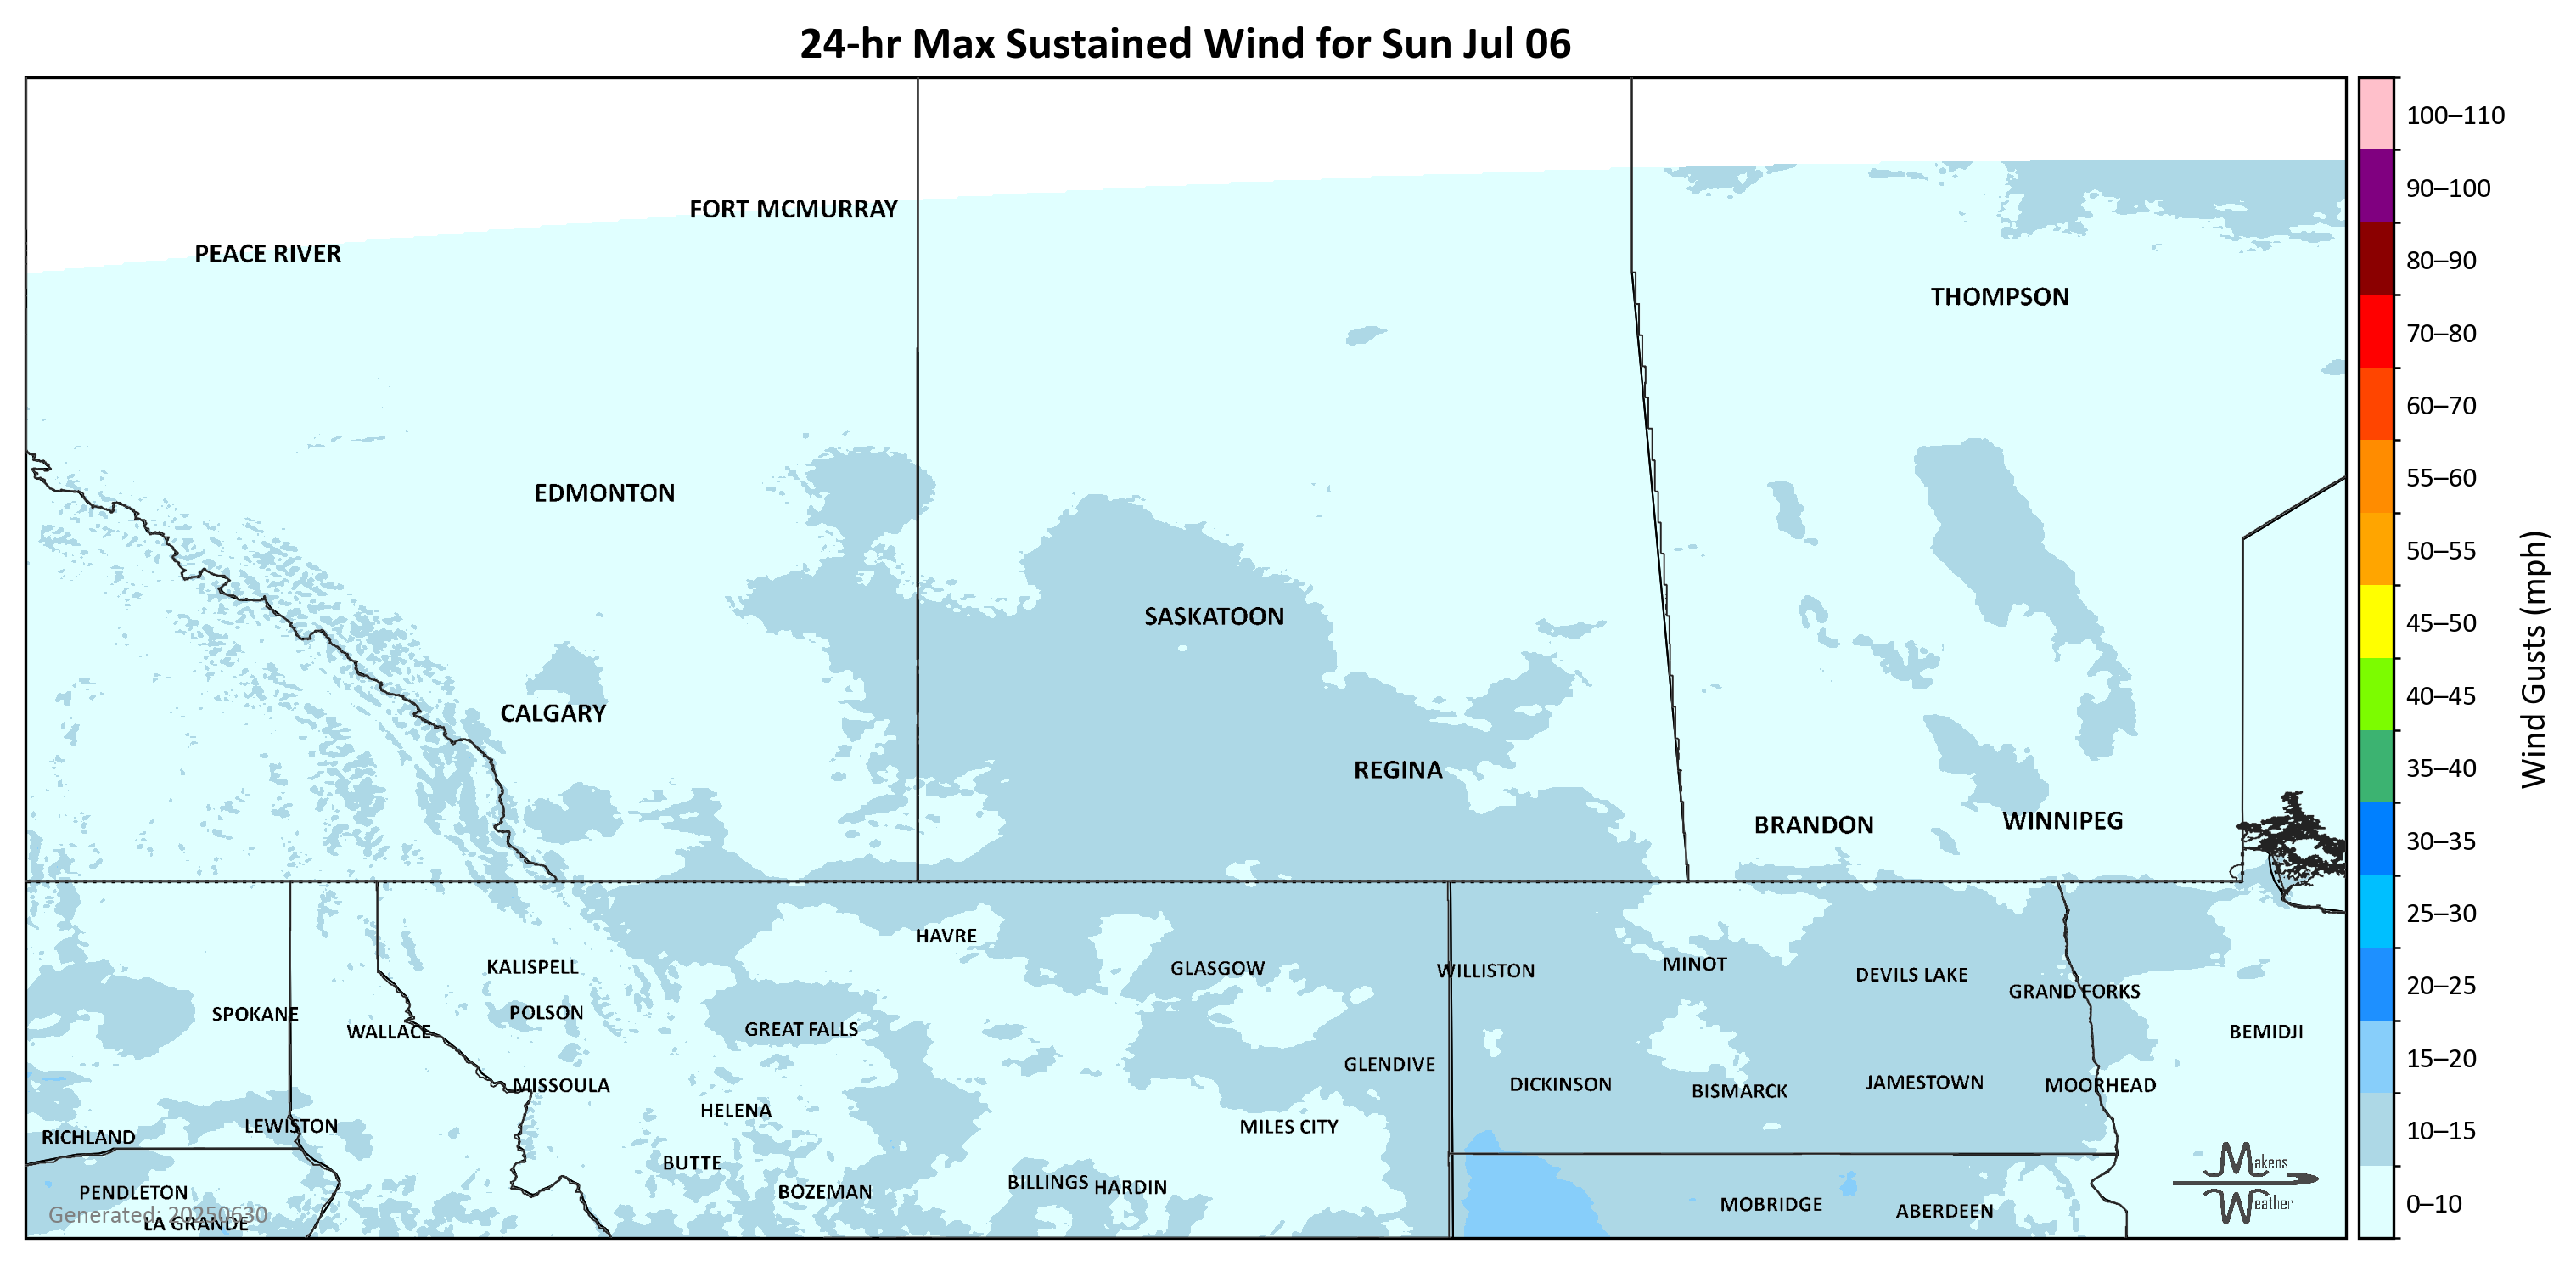 24-hr Max Sustained Wind for Sun Jul 06
100–110
FORT MCMURRAY
90–100
PEACE RIVER
80–90
THOMPSON
70–80
60–70
EDMONTON
55–60
50–55
SASKATOON
45–50
CALGARY
40–45
REGINA
35–40
BRANDON
WINNIPEG
30–35
Wind Gusts (mph)
HAVRE
25–30
KALISPELL
GLASGOW
WILLISTON
MINOT
DEVILS LAKE
20–25
GRAND FORKS
SPOKANE
POLSON
WALLACE
GREAT FALLS
BEMIDJI
15–20
GLENDIVE
MISSOULA
DICKINSON
BISMARCK
JAMESTOWN
MOORHEAD
HELENA
LEWISTON
MILES CITY
10–15
RICHLAND
BUTTE
Makens
Weather
PENDLETON
BOZEMAN
BILLINGS
HARDIN
MOBRIDGE
ABERDEEN
0–10
Generated: 20250630
LA GRANDE